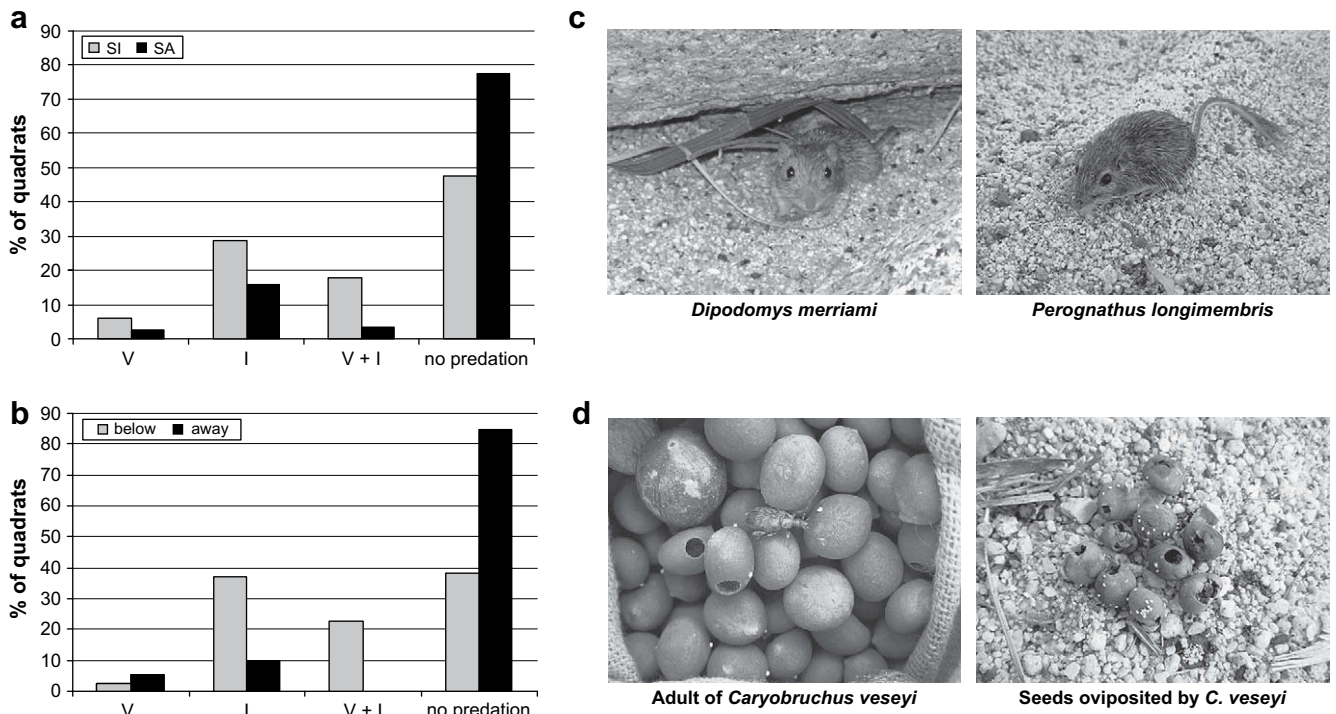 a
% of quadrats
90
80
70
60
50
40
30
20
10
0
SI SA
V I V + I no predation
b
% of quadrats
90
80
70
60
50
40
30
20
10
0
below away
V I V + I no predation
c
Dipodomys merriami
Perognathus longimembris
d
Adult of Caryobruchus veseyi
Seeds oviposited by C. veseyi